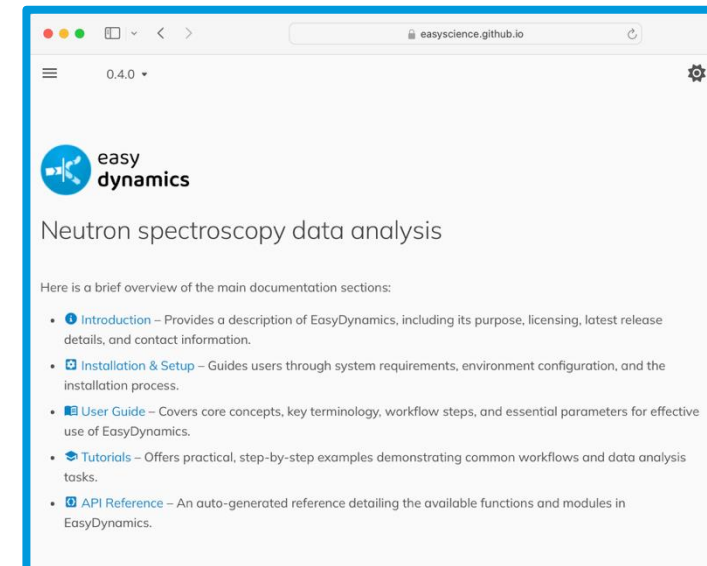 easyscience.github.io
0.4.0
easy
dynamics
Neutron spectroscopy data analysis
Here is a brief overview of the main documentation sections:
Introduction – Provides a description of EasyDynamics, including its purpose, licensing, latest release
details, and contact information.
Installation & Setup – Guides users through system requirements, environment configuration, and the
installation process.
User Guide – Covers core concepts, key terminology, workflow steps, and essential parameters for effective
use of EasyDynamics.
Tutorials – Offers practical, step-by-step examples demonstrating common workflows and data analysis
tasks.
API Reference – An auto-generated reference detailing the available functions and modules in
EasyDynamics.